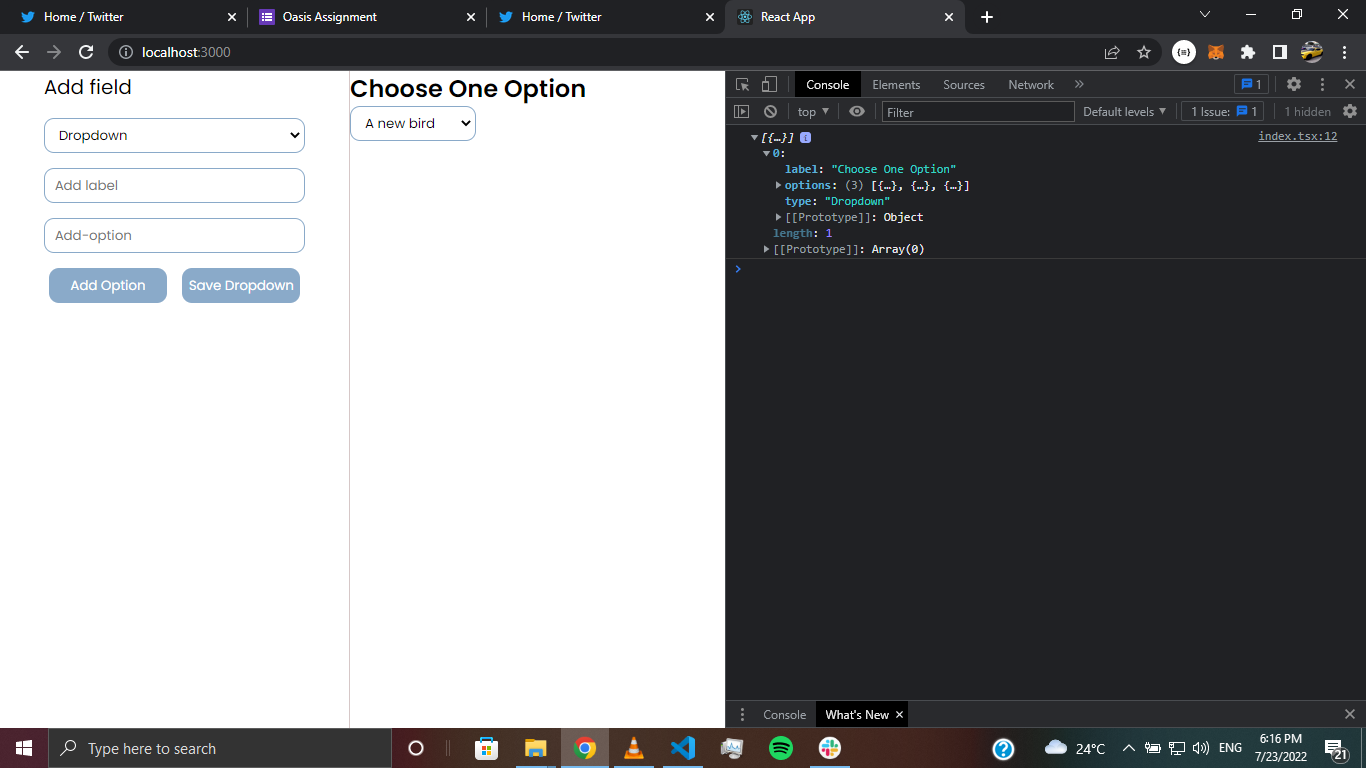 Home / Twitter
Oasis Assignment
Home / Twitter
React App
localhost:3000
Add field
Dropdown
Add label
Add-option
Add Option Save Dropdown
Choose One Option
A new bird
Console Elements Sources Network » 1
top Filter Default levels 1 Issue: 1 1 hidden
[{…}] i index.tsx:12
0:
label: "Choose One Option"
options: (3) [{…}, {…}, {…}]
type: "Dropdown"
[[Prototype]]: Object
length: 1
[[Prototype]]: Array(0)
Console What's New
Type here to search
24°C ENG
6:16 PM
7/23/2022
21